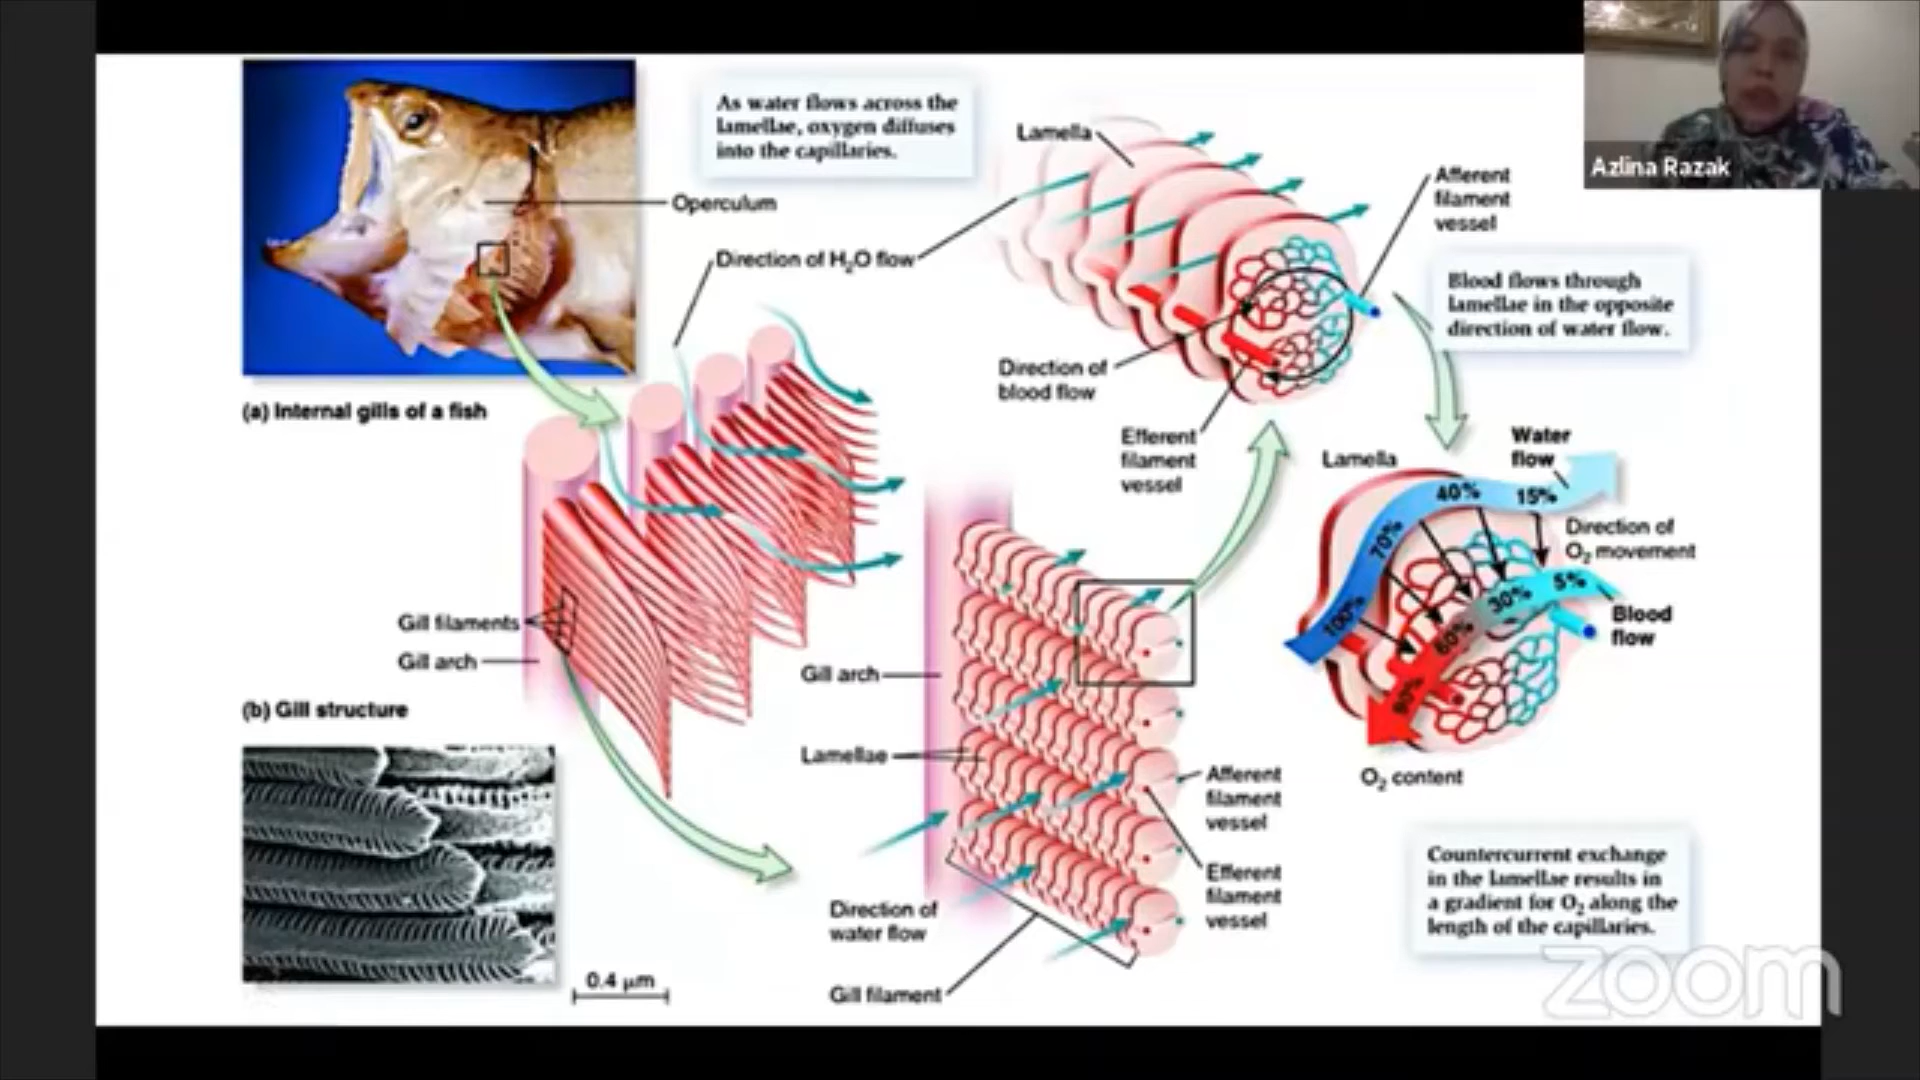 As water flows across the
lamellae, oxygen diffuses
into the capillaries.
Operculum
Direction of H₂O flow
(a) Internal gills of a fish
Lamella
Afferent
filament
vessel
Azlina Razak
Blood flows through
lamellae in the opposite
direction of water flow.
Direction of
blood flow
Efferent
filament
vessel
Gill filaments
Gill arch
(b) Gill structure
0.4 μm
Gill arch
Lamellae
Afferent
filament
vessel
Efferent
filament
vessel
Direction of
water flow
Gill filament
Lamella
Water
flow
100%
70%
40%
15%
Direction of
O₂ movement
5%
30%
60%
Blood
flow
O₂ content
Countercurrent exchange
in the lamellae results in
a gradient for O₂ along the
length of the capillaries.
zoom